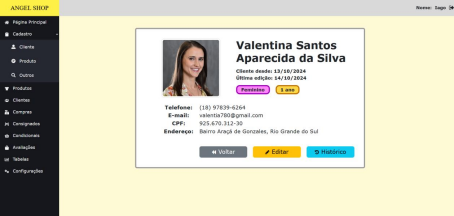 ANGEL SHOP
Nome: Sago
Página Principal
Cadastro
Cliente
Produto
Outros
Produtos
Clientes
Compras
Consignados
Condicionais
Avaliações
Tabelas
Configurações
Valentina Santos
Aparecida da Silva
Cliente desde: 13/10/2024
Última edição: 14/10/2024
Feminino
1 ano
Telefone: (18) 97839-6264
E-mail: valentia780@gmail.com
CPF: 925.670.312-30
Endereço: Bairro Araçá de Gonzales, Rio Grande do Sul
Voltar
Editar
Histórico